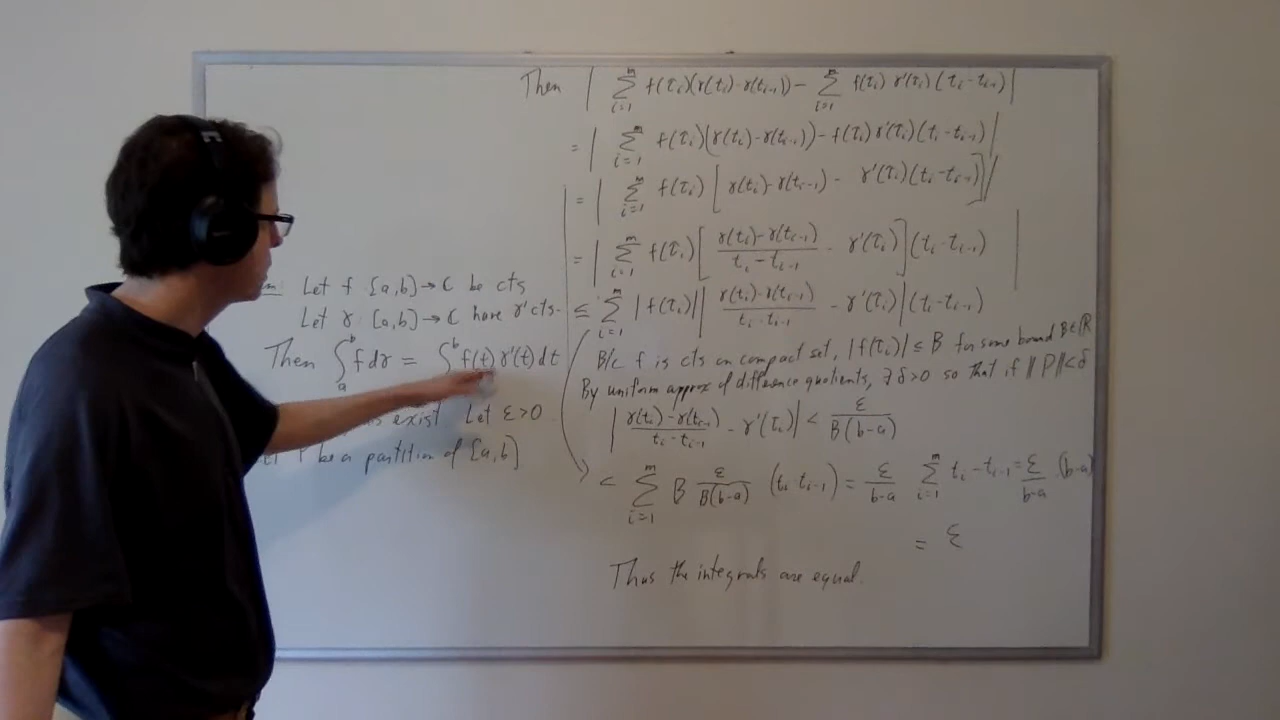 m: Let f [a,b]→ℂ be cts
Let γ: [a,b]→ℂ have γ' cts.
Then ∫_a^b f dγ = ∫_a^b f(t) γ'(t) dt
exist Let ε>0
P be a partition of [a,b]
Then | Σ_{i=1}^m f(τ_i)(γ(t_i)-γ(t_{i-1})) - Σ_{i=1}^m f(τ_i) γ'(τ_i)(t_i-t_{i-1}) |
= | Σ_{i=1}^m f(τ_i)(γ(t_i)-γ(t_{i-1})) - f(τ_i) γ'(τ_i)(t_i-t_{i-1}) |
= | Σ_{i=1}^m f(τ_i) [ γ(t_i)-γ(t_{i-1}) - γ'(τ_i)(t_i-t_{i-1}) ] |
= | Σ_{i=1}^m f(τ_i) [ (γ(t_i)-γ(t_{i-1}))/(t_i-t_{i-1}) - γ'(τ_i) ] (t_i-t_{i-1}) |
≤ Σ_{i=1}^m |f(τ_i)| | (γ(t_i)-γ(t_{i-1}))/(t_i-t_{i-1}) - γ'(τ_i) | (t_i-t_{i-1})
B/c f is cts on compact set, |f(τ_i)| ≤ B for some bound B∈ℝ
By uniform approx of difference quotients, ∃ δ>0 so that if ||P||<δ
| (γ(t_i)-γ(t_{i-1}))/(t_i-t_{i-1}) - γ'(τ_i) | < ε/(B(b-a))
< Σ_{i=1}^m B ε/(B(b-a)) (t_i-t_{i-1}) = ε/(b-a) Σ_{i=1}^m t_i-t_{i-1} = ε/(b-a) (b-a)
= ε
Thus the integrals are equal.